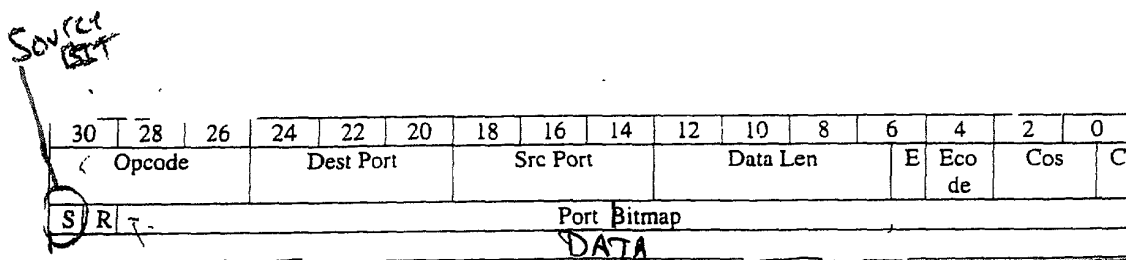 Source
BIT
30 28 26 24 22 20 18 16 14 12 10 8 6 4 2 0
Opcode Dest Port Src Port Data Len E Eco Cos C
de
S R Port Bitmap
DATA